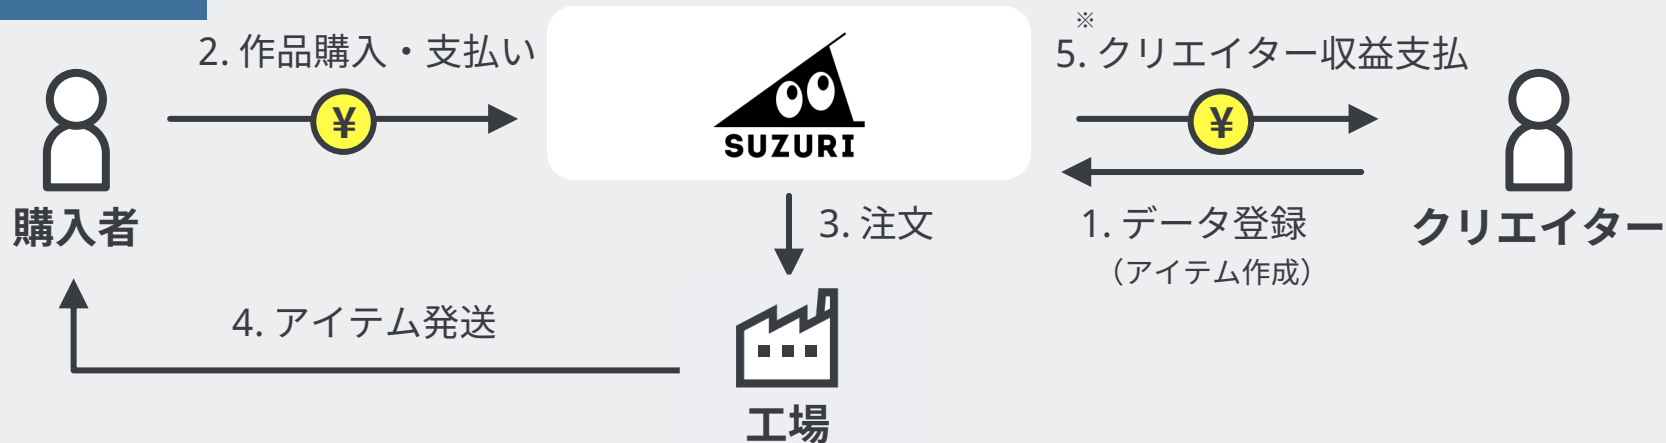 ※
2. 作品購入・支払い
5. クリエイター収益支払
¥
¥
SUZURI
購入者
3. 注文
1. データ登録
（アイテム作成）
クリエイター
4. アイテム発送
工場